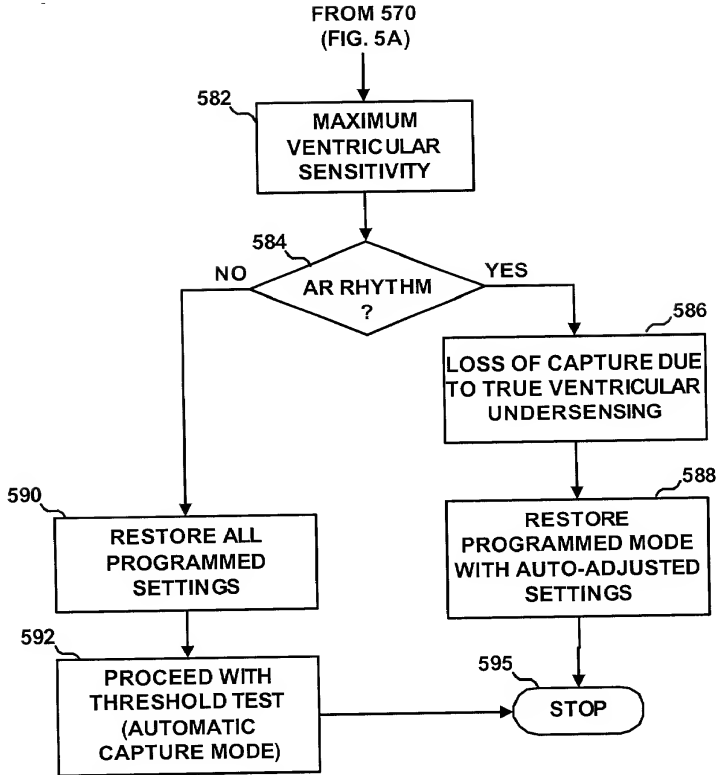 FROM 570
(FIG. 5A)
582
MAXIMUM
VENTRICULAR
SENSITIVITY
584
NO
YES
AR RHYTHM
?
586
LOSS OF CAPTURE DUE
TO TRUE VENTRICULAR
UNDERSENSING
588
RESTORE
PROGRAMMED MODE
WITH AUTO-ADJUSTED
SETTINGS
590
RESTORE ALL
PROGRAMMED
SETTINGS
592
PROCEED WITH
THRESHOLD TEST
(AUTOMATIC
CAPTURE MODE)
595
STOP